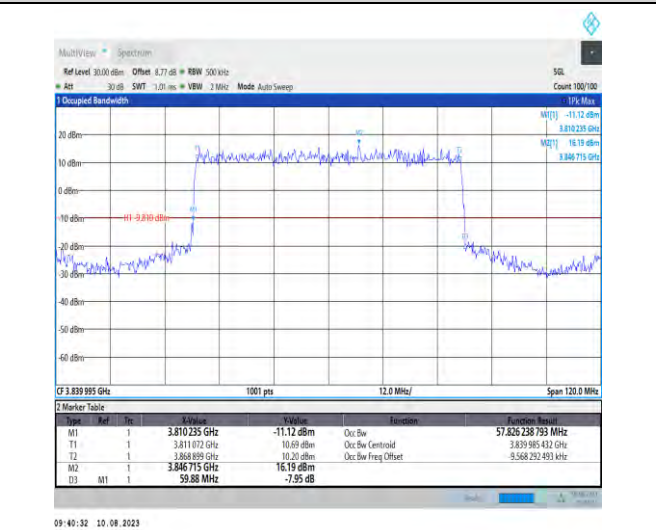 MultiView Spectrum
Ref Level 30.00 dBm Offset 8.77 dB RBW 500 kHz SGL
Att 30 dB SWT 1.01 ms VBW 2 MHz Mode Auto Sweep Count 100/100
1 Occupied Bandwidth 1Pk Max
M1[1] -11.12 dBm
3.810 235 GHz
M2[1] 16.19 dBm
3.846 715 GHz
20 dBm
10 dBm
0 dBm
-10 dBm H1 -9.810 dBm
-20 dBm
-30 dBm
-40 dBm
-50 dBm
-60 dBm
CF 3.839 995 GHz 1001 pts 12.0 MHz/ Span 120.0 MHz
2 Marker Table
Type Ref Trc X-Value Y-Value Function Function Result
M1 1 3.810 235 GHz -11.12 dBm Occ Bw 57.826 238 793 MHz
T1 1 3.811 072 GHz 10.69 dBm Occ Bw Centroid 3.839 985 432 GHz
T2 1 3.868 899 GHz 10.20 dBm Occ Bw Freq Offset -9.568 292 493 kHz
M2 1 3.846 715 GHz 16.19 dBm
D3 M1 1 59.88 MHz -7.95 dB
09:40:32 10.08.2023